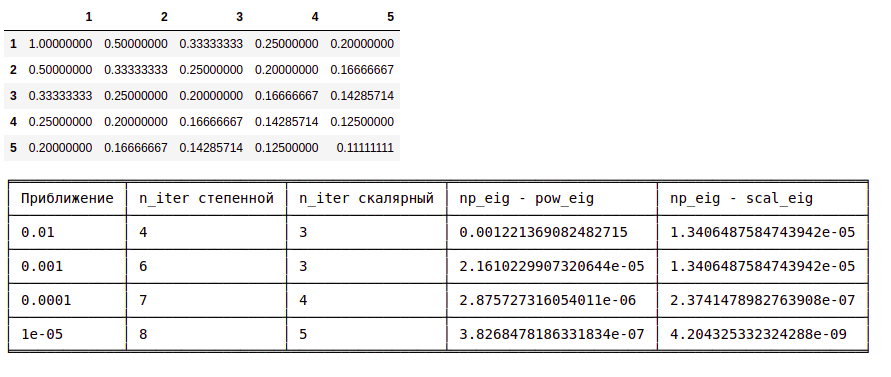 1 2 3 4 5
1 1.00000000 0.50000000 0.33333333 0.25000000 0.20000000
2 0.50000000 0.33333333 0.25000000 0.20000000 0.16666667
3 0.33333333 0.25000000 0.20000000 0.16666667 0.14285714
4 0.25000000 0.20000000 0.16666667 0.14285714 0.12500000
5 0.20000000 0.16666667 0.14285714 0.12500000 0.11111111
Приближение n_iter степенной n_iter скалярный np_eig - pow_eig np_eig - scal_eig
0.01 4 3 0.001221369082482715 1.3406487584743942e-05
0.001 6 3 2.1610229907320644e-05 1.3406487584743942e-05
0.0001 7 4 2.875727316054011e-06 2.3741478982763908e-07
1e-05 8 5 3.8268478186331834e-07 4.204325332324288e-09